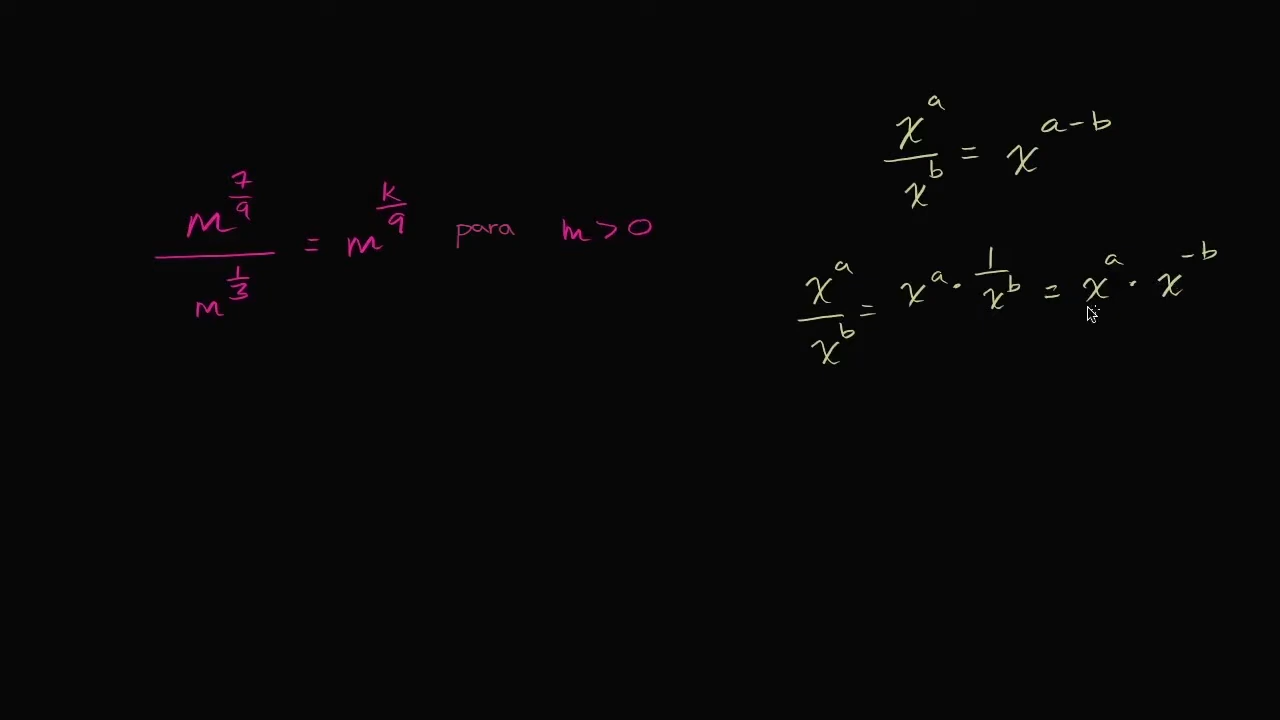 m^(7/9) / m^(1/3) = m^(k/9) para m > 0
x^a / x^b = x^(a-b)
x^a / x^b = x^a · 1/x^b = x^a · x^(-b)